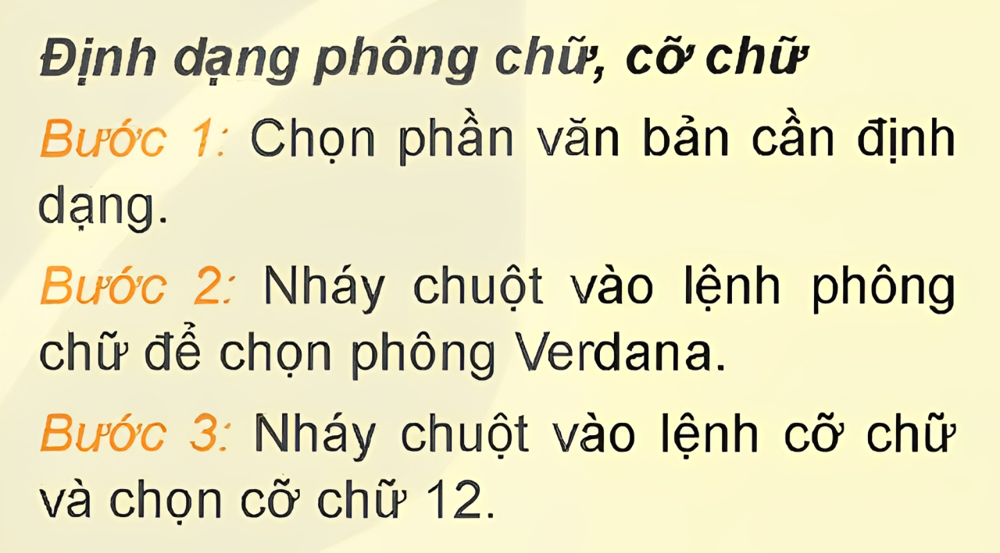 Định dạng phông chữ, cỡ chữ
Bước 1: Chọn phần văn bản cần định
dạng.
Bước 2: Nháy chuột vào lệnh phông
chữ để chọn phông Verdana.
Bước 3: Nháy chuột vào lệnh cỡ chữ
và chọn cỡ chữ 12.